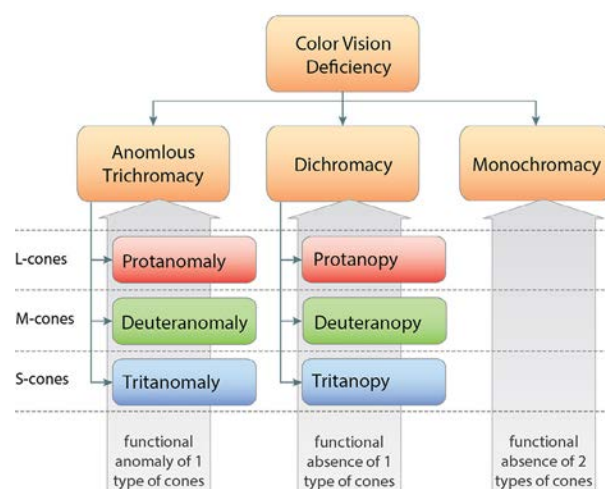 Color Vision
Deficiency
Anomlous
Trichromacy
Dichromacy
Monochromacy
L-cones
Protanomaly
Protanopy
M-cones
Deuteranomaly
Deuteranopy
S-cones
Tritanomaly
Tritanopy
functional
anomaly of 1
type of cones
functional
absence of 1
type of cones
functional
absence of 2
types of cones